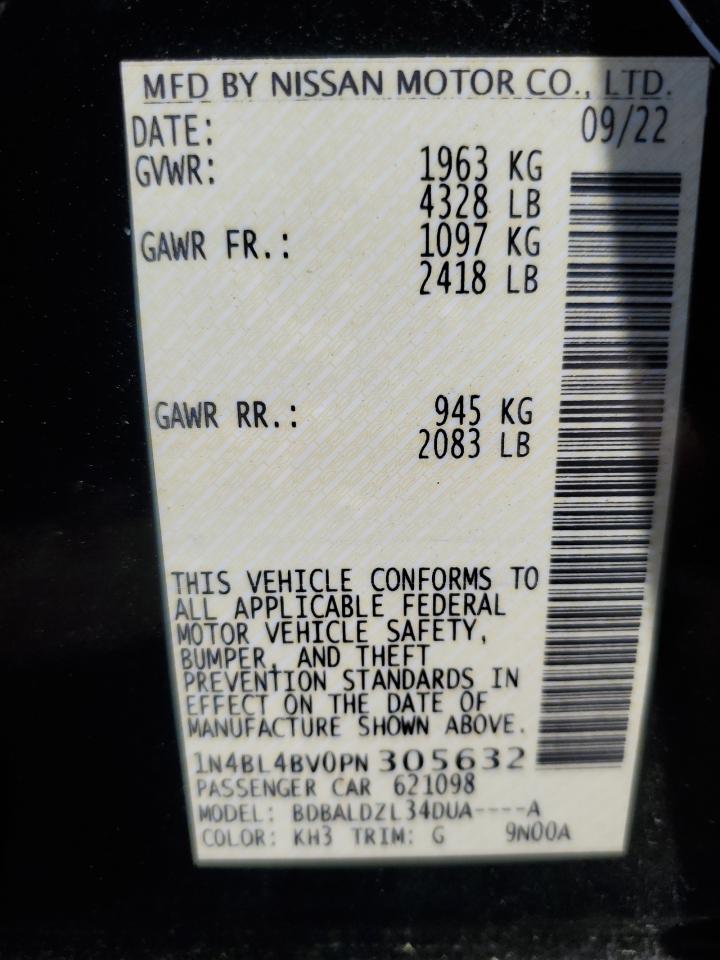 MFD BY NISSAN MOTOR CO., LTD.
DATE: 09/22
GVWR: 1963 KG
4328 LB
GAWR FR.: 1097 KG
2418 LB
GAWR RR.: 945 KG
2083 LB
THIS VEHICLE CONFORMS TO
ALL APPLICABLE FEDERAL
MOTOR VEHICLE SAFETY,
BUMPER, AND THEFT
PREVENTION STANDARDS IN
EFFECT ON THE DATE OF
MANUFACTURE SHOWN ABOVE.
1N4BL4BV0PN 305632
PASSENGER CAR 621098
MODEL: BDBALDZL34DUA----A
COLOR: KH3 TRIM: G 9N00A